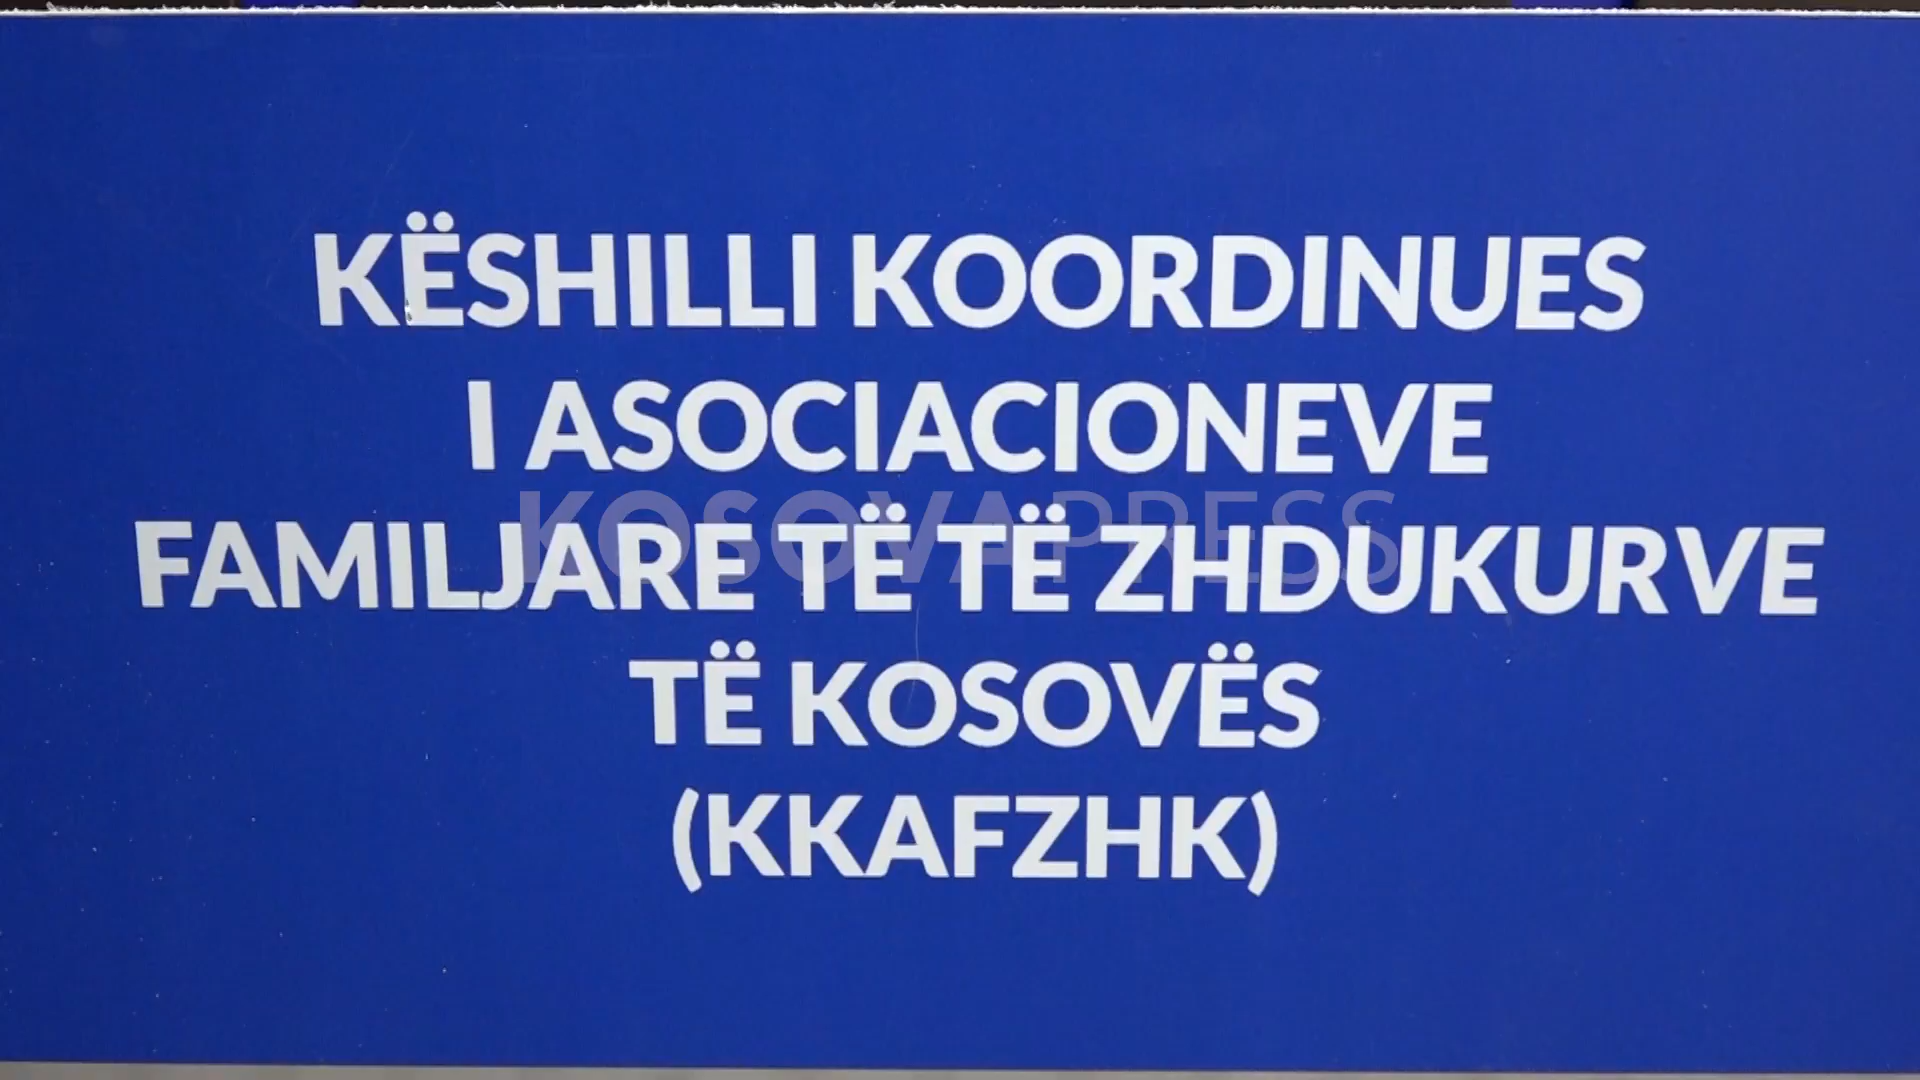 KËSHILLI KOORDINUES
I ASOCIACIONEVE
FAMILJARE TË TË ZHDUKURVE
TË KOSOVËS
(KKAFZHK)
KOSOVAPRESS